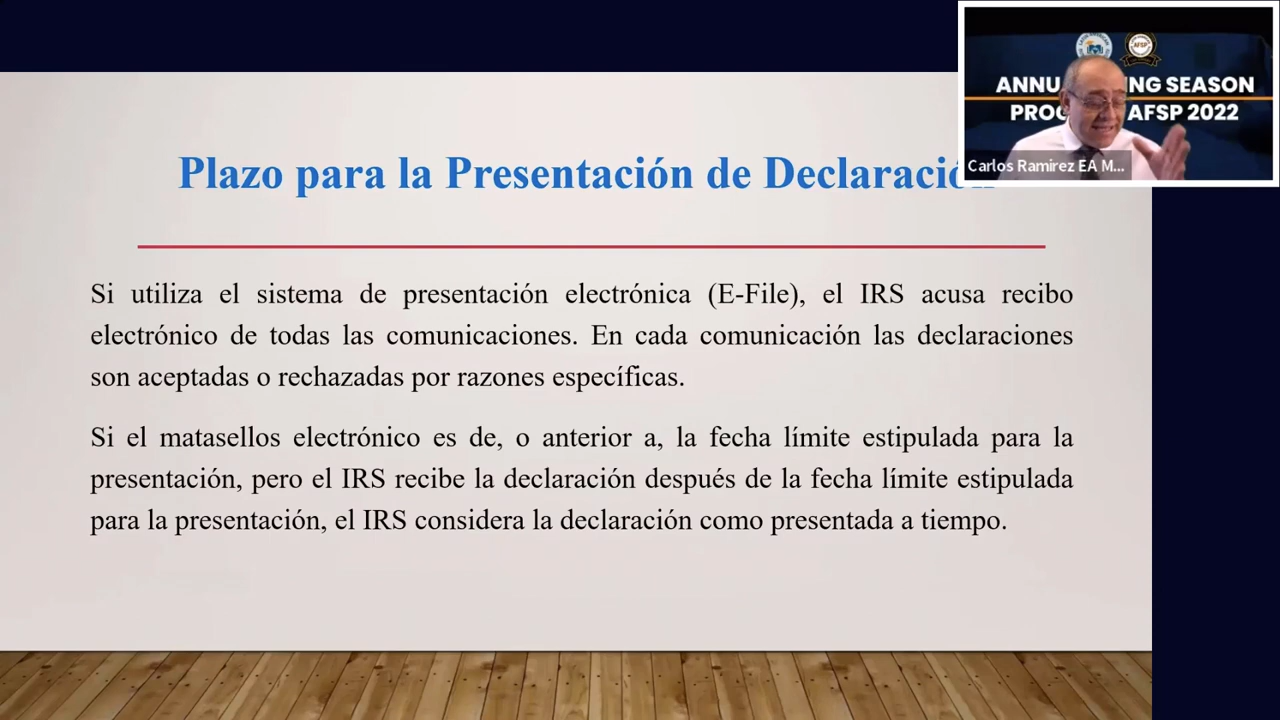 Plazo para la Presentación de Declaración
Si utiliza el sistema de presentación electrónica (E-File), el IRS acusa recibo
electrónico de todas las comunicaciones. En cada comunicación las declaraciones
son aceptadas o rechazadas por razones específicas.
Si el matasellos electrónico es de, o anterior a, la fecha límite estipulada para la
presentación, pero el IRS recibe la declaración después de la fecha límite estipulada
para la presentación, el IRS considera la declaración como presentada a tiempo.
AFSP
ANNU NG SEASON
PROG AFSP 2022
Carlos Ramirez EA M...